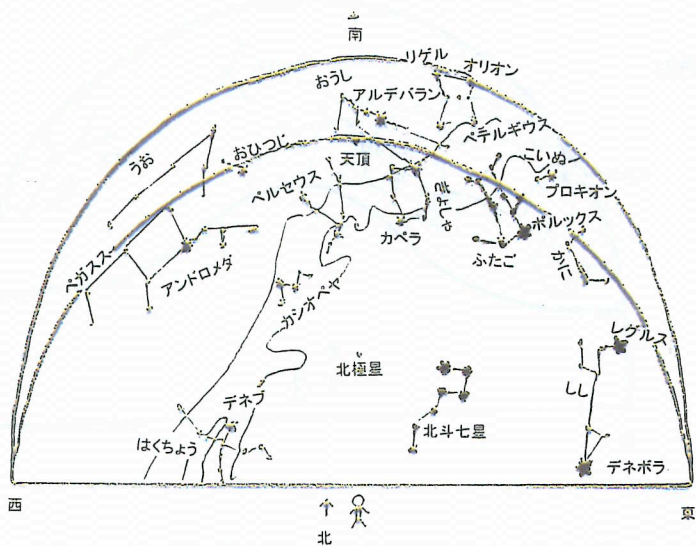 南
リゲル
オリオン
おうし
アルデバラン
ペテルギウス
うお
おひつじ
天頂
こいぬ
プロキオン
ペルセウス
ぎょしゃ
カペラ
ポルックス
ふたご
かに
ペガスス
アンドロメダ
カシオペヤ
レグルス
北極星
しし
デネブ
はくちょう
北斗七星
デネボラ
西
↑
北
東